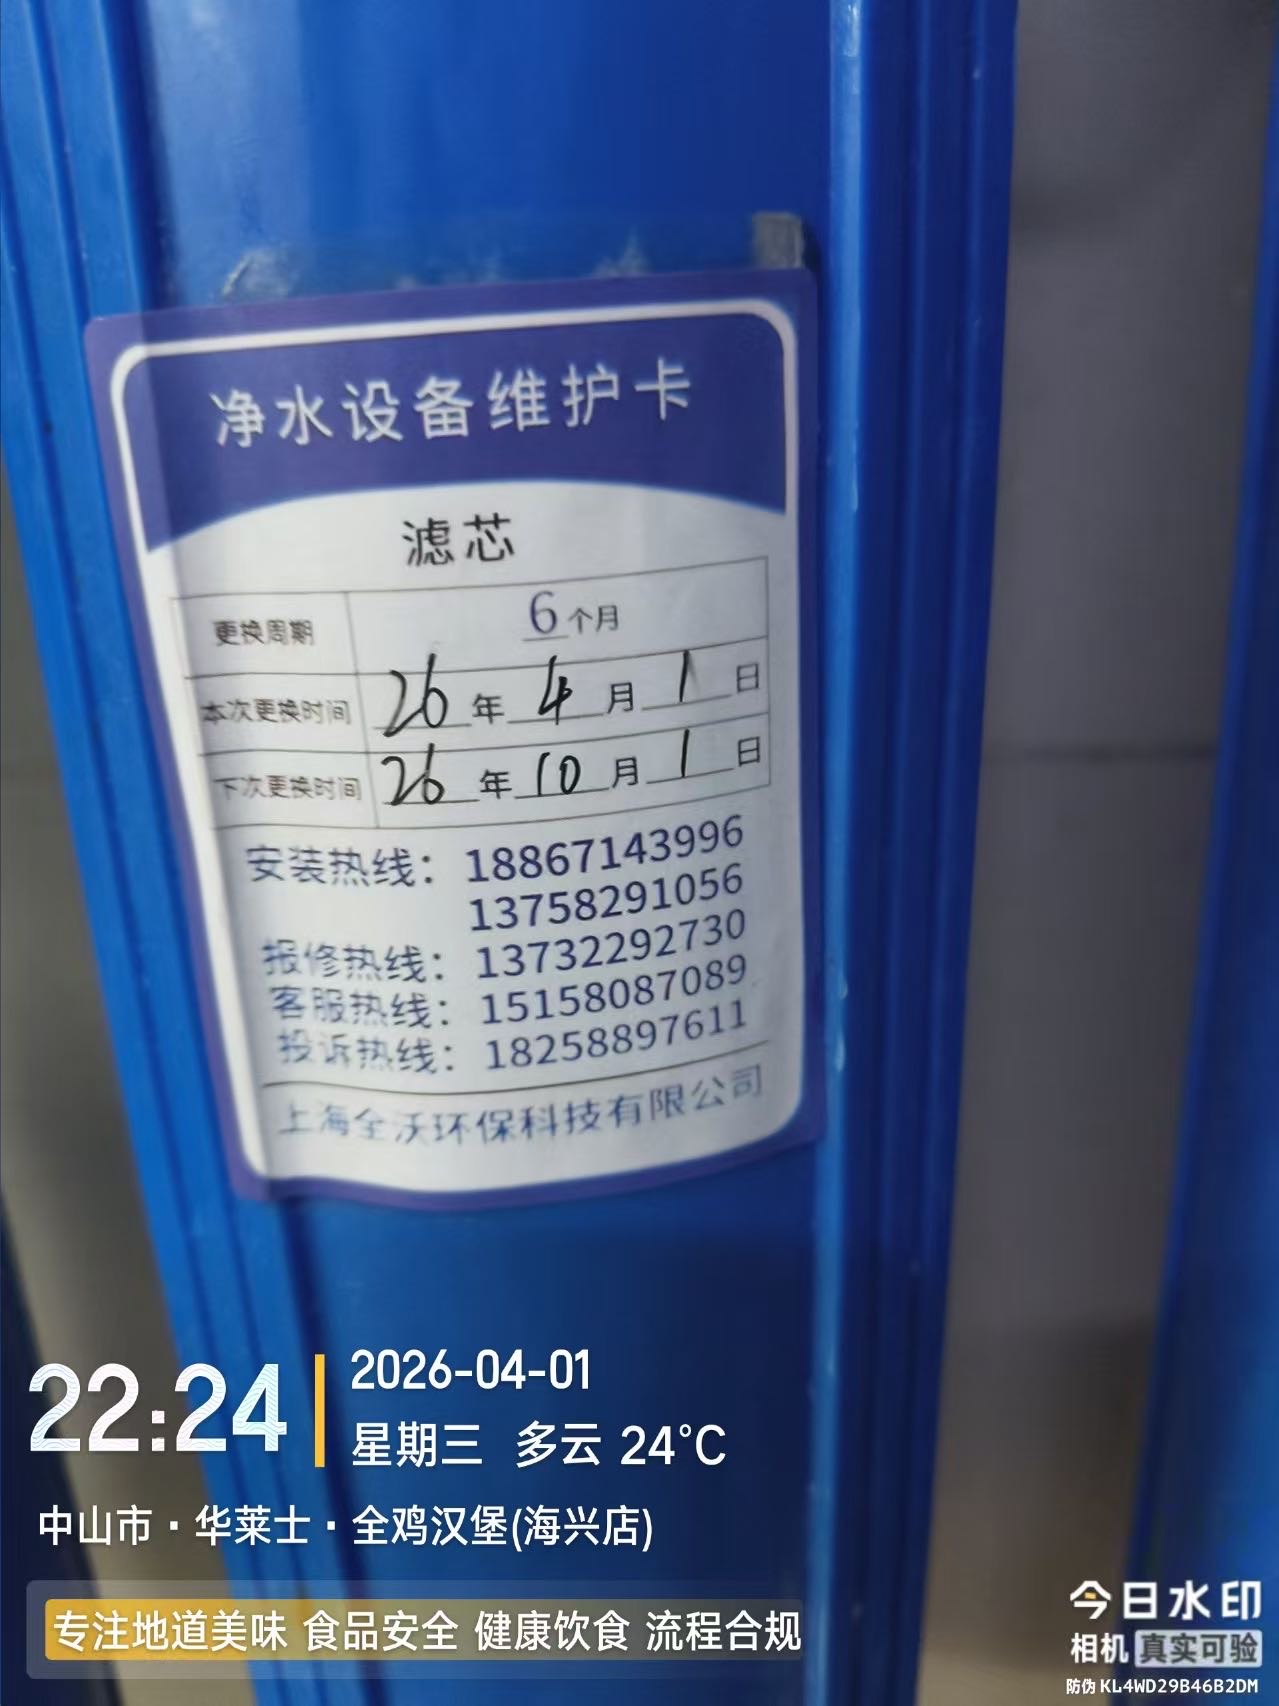 净水设备维护卡
滤芯
更换周期 6个月
本次更换时间 26年4月1日
下次更换时间 26年10月1日
安装热线：18867143996
13758291056
报修热线：13732292730
客服热线：15158087089
投诉热线：18258897611
上海全沃环保科技有限公司
22:24
2026-04-01
星期三 多云 24°C
中山市·华莱士·全鸡汉堡(海兴店)
专注地道美味 食品安全 健康饮食 流程合规
今日水印
相机 真实可验
防伪 KL4WD29B46B2DM